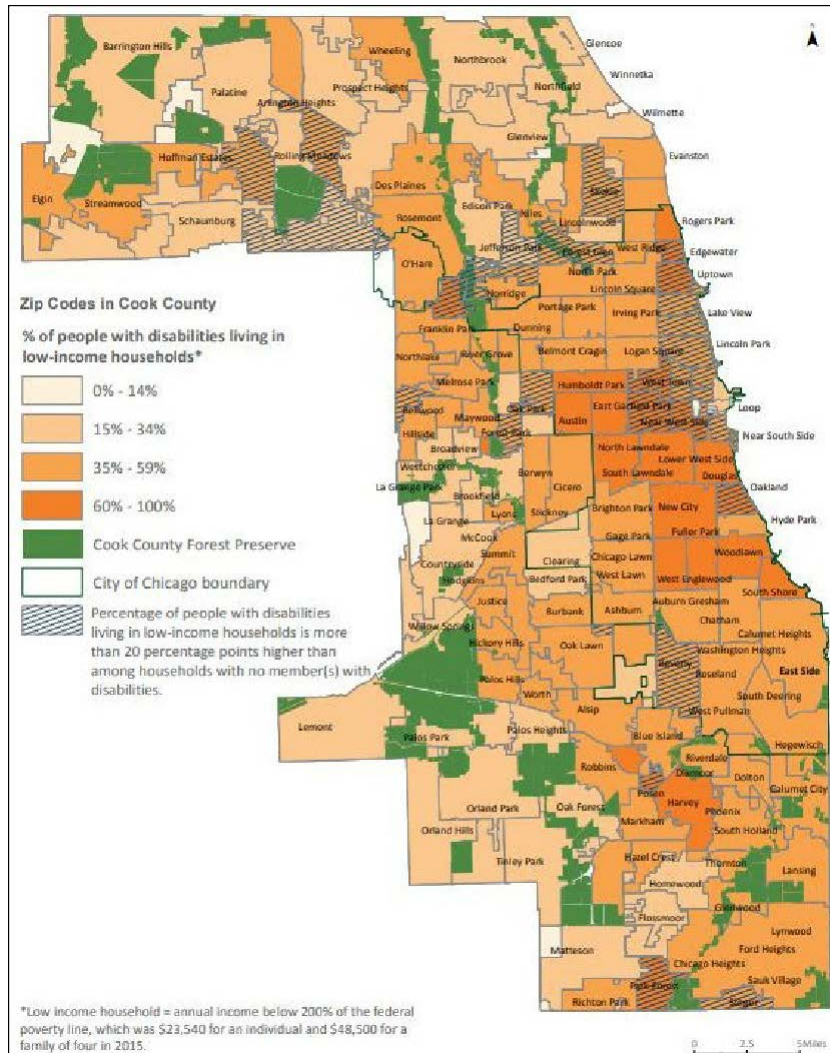 Barrington Hills
Wheeling
Northbrook
Glencoe
Winnetka
Palatine
Prospect Heights
Northfield
Arlington Heights
Wilmette
Glenview
Hoffman Estates
Rolling Meadows
Evanston
Elgin
Streamwood
Des Plaines
Skokie
Schaumburg
Rosemont
Edison Park
Niles
Lincolnwood
Rogers Park
Jefferson Park
Forest Glen
West Ridge
Edgewater
O'Hare
North Park
Uptown
Norridge
Lincoln Square
Zip Codes in Cook County
Portage Park
Irving Park
Lake View
% of people with disabilities living in
low-income households*
Franklin Park
Dunning
Lincoln Park
Northlake
River Grove
Belmont Cragin
Logan Square
0% - 14%
Melrose Park
Humboldt Park
West Town
15% - 34%
Bellwood
Maywood
Oak Park
Austin
East Garfield Park
Loop
Near West Side
35% - 59%
Hillside
Forest Park
Near South Side
Broadview
North Lawndale
Lower West Side
60% - 100%
Westchester
Berwyn
South Lawndale
Douglas
La Grange Park
Brookfield
Cicero
Oakland
Cook County Forest Preserve
La Grange
Lyons
Stickney
Brighton Park
New City
Hyde Park
City of Chicago boundary
McCook
Gage Park
Fuller Park
Summit
Clearing
Chicago Lawn
Woodlawn
Countryside
Hodgkins
Bedford Park
West Lawn
West Englewood
Percentage of people with disabilities
living in low-income households is more
than 20 percentage points higher than
among households with no member(s) with
disabilities.
South Shore
Justice
Burbank
Ashburn
Auburn Gresham
Chatham
Willow Springs
Calumet Heights
Hickory Hills
Oak Lawn
Washington Heights
Beverly
Roseland
East Side
Palos Hills
Worth
South Deering
Alsip
West Pullman
Lemont
Palos Park
Palos Heights
Blue Island
Hegewisch
Riverdale
Robbins
Dixmoor
Dolton
Posen
Calumet City
Orland Park
Oak Forest
Harvey
Phoenix
Orland Hills
Markham
South Holland
Tinley Park
Hazel Crest
Thornton
Lansing
Homewood
Glenwood
Flossmoor
Lynwood
Matteson
Ford Heights
Chicago Heights
Park Forest
Sauk Village
Richton Park
Steger
*Low income household = annual income below 200% of the federal
poverty line, which was $23,540 for an individual and $48,500 for a
family of four in 2015.
0 2.5 5Miles